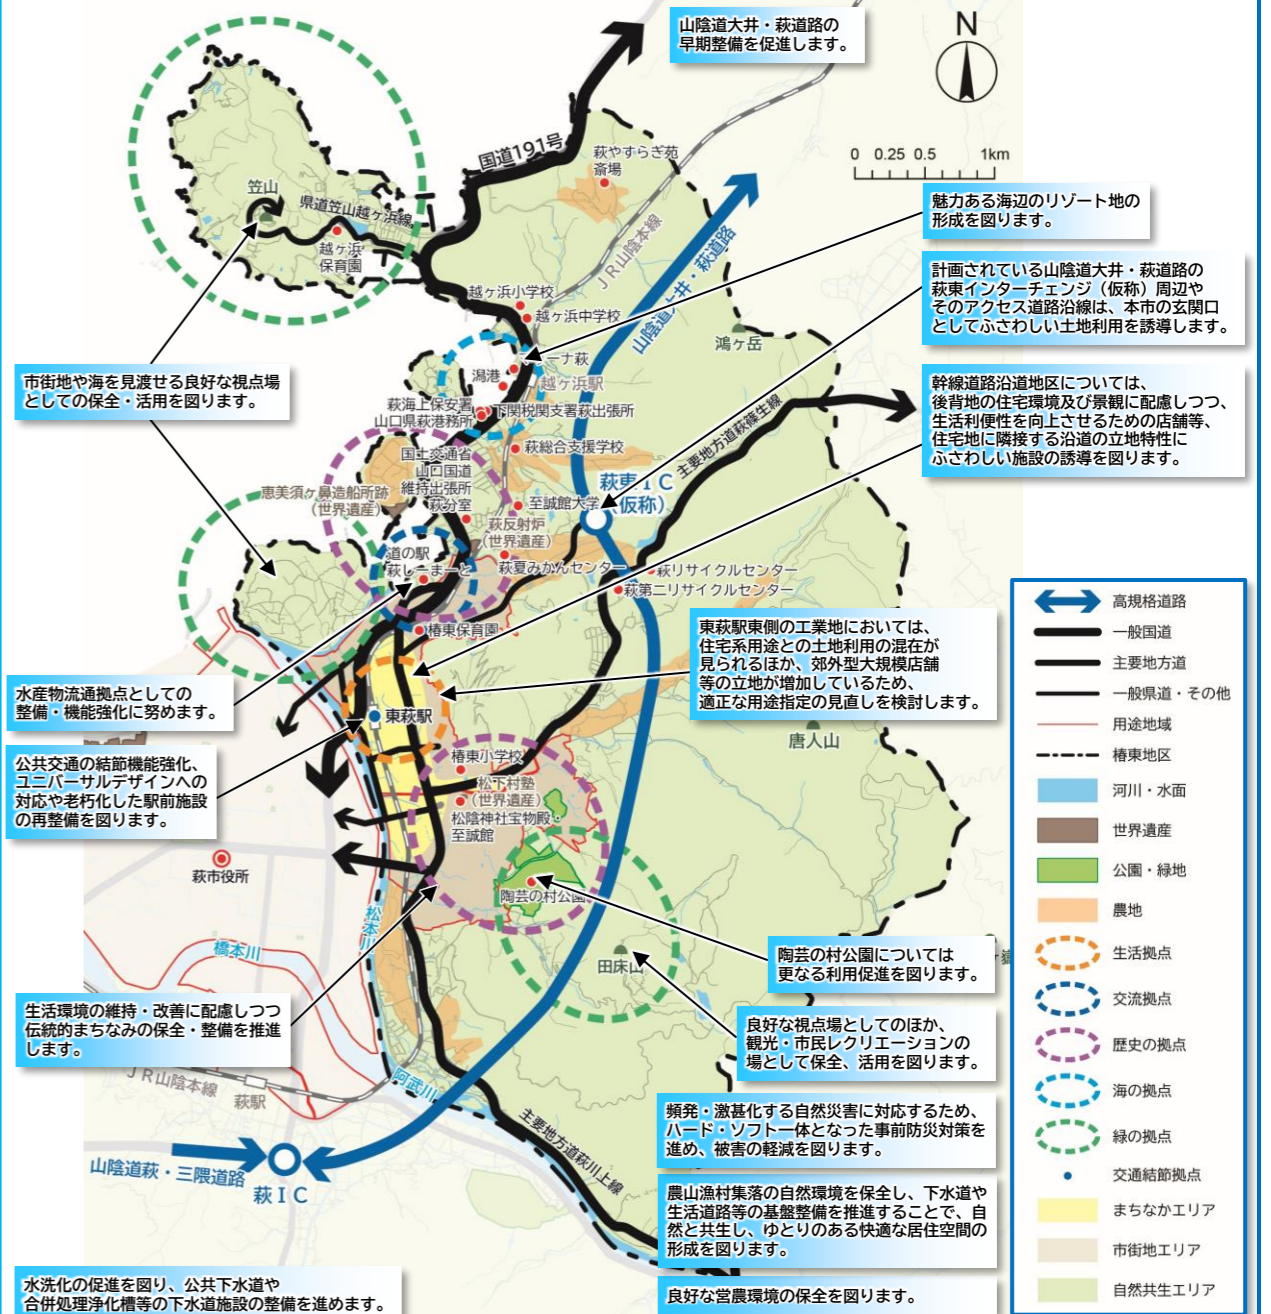 山陰道大井・萩道路の
早期整備を促進します。
N
0 0.25 0.5 1km
国道191号
萩やすらぎ苑
斎場
笠山
県道笠山越ヶ浜線
越ヶ浜
保育園
JR山陰本線
山陰道大井・萩道路
魅力ある海辺のリゾート地の
形成を図ります。
計画されている山陰道大井・萩道路の
萩東インターチェンジ（仮称）周辺や
そのアクセス道路沿線は、本市の玄関口
としてふさわしい土地利用を誘導します。
越ヶ浜小学校
越ヶ浜中学校
鴻ヶ岳
ーナ萩
潟港
越ヶ浜駅
市街地や海を見渡せる良好な視点場
としての保全・活用を図ります。
萩海上保安署
下関税関支署萩出張所
山口県萩港務所
幹線道路沿道地区については、
後背地の住宅環境及び景観に配慮しつつ、
生活利便性を向上させるための店舗等、
住宅地に隣接する沿道の立地特性に
ふさわしい施設の誘導を図ります。
主要地方道萩篠生線
萩総合支援学校
国土交通省
山口国道
維持出張所
萩分室
恵美須ヶ鼻造船所跡
（世界遺産）
萩東IC
（仮称）
至誠館大学
萩反射炉
（世界遺産）
道の駅
萩しーまーと
萩夏みかんセンター
萩リサイクルセンター
萩第二リサイクルセンター
椿東保育園
東萩駅東側の工業地においては、
住宅系用途との土地利用の混在が
見られるほか、郊外型大規模店舗
等の立地が増加しているため、
適正な用途指定の見直しを検討します。
水産物流通拠点としての
整備・機能強化に努めます。
東萩駅
唐人山
公共交通の結節機能強化、
ユニバーサルデザインへの
対応や老朽化した駅前施設
の再整備を図ります。
椿東小学校
松下村塾
（世界遺産）
松陰神社宝物殿・
至誠館
萩市役所
陶芸の村公園
松本川
橋本川
田床山
陶芸の村公園については
更なる利用促進を図ります。
生活環境の維持・改善に配慮しつつ
伝統的まちなみの保全・整備を推進
します。
良好な視点場としてのほか、
観光・市民レクリエーションの
場として保全、活用を図ります。
JR山陰本線
萩駅
阿武川
主要地方道萩川上線
頻発・激甚化する自然災害に対応するため、
ハード・ソフト一体となった事前防災対策を
進め、被害の軽減を図ります。
山陰道萩・三隅道路
萩IC
農山漁村集落の自然環境を保全し、下水道や
生活道路等の基盤整備を推進することで、自
然と共生し、ゆとりのある快適な居住空間の
形成を図ります。
水洗化の促進を図り、公共下水道や
合併処理浄化槽等の下水道施設の整備を進めます。
良好な営農環境の保全を図ります。
高規格道路
一般国道
主要地方道
一般県道・その他
用途地域
椿東地区
河川・水面
世界遺産
公園・緑地
農地
生活拠点
交流拠点
歴史の拠点
海の拠点
緑の拠点
交通結節拠点
まちなかエリア
市街地エリア
自然共生エリア